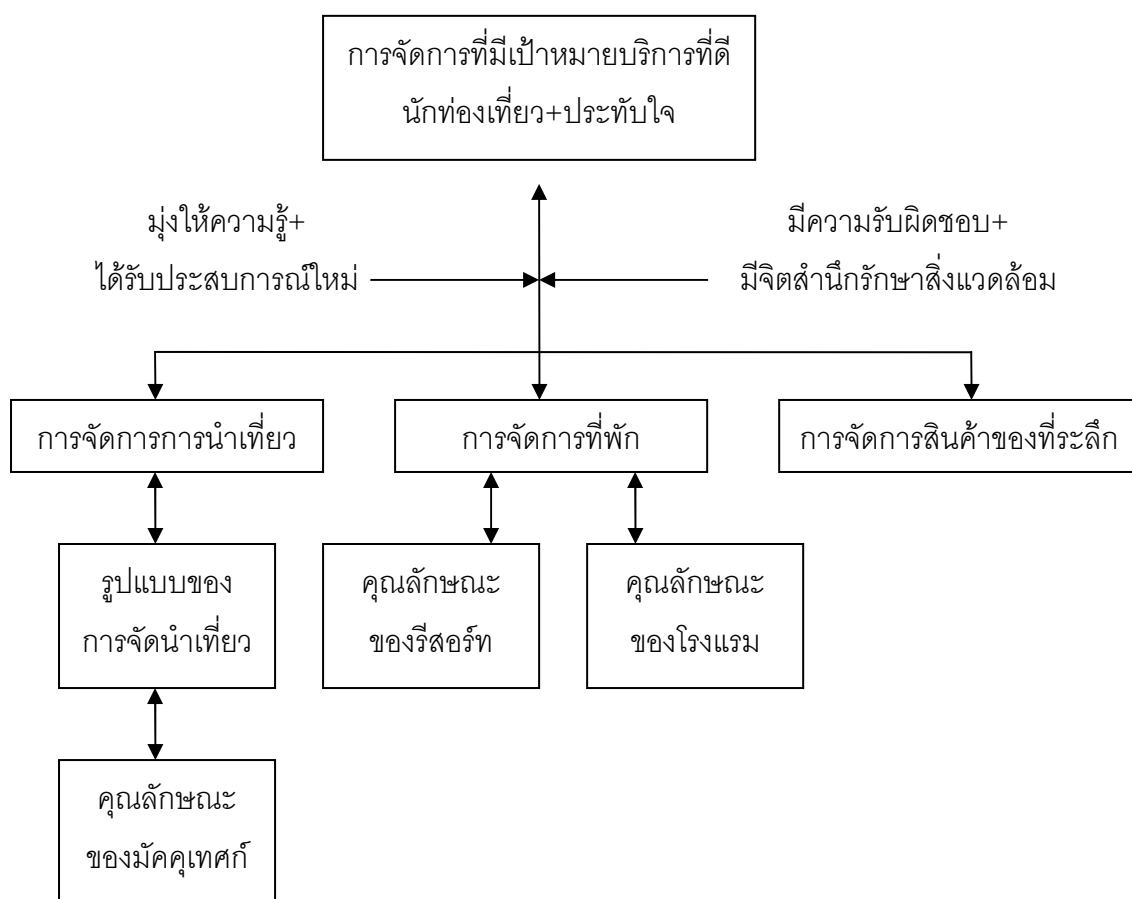 การจัดการที่มีเป้าหมายบริการที่ดี
นักท่องเที่ยว+ประทับใจ
มุ่งให้ความรู้+
ได้รับประสบการณ์ใหม่
มีความรับผิดชอบ+
มีจิตสำนึกรักษาสิ่งแวดล้อม
การจัดการการนำเที่ยว
การจัดการที่พัก
การจัดการสินค้าของที่ระลึก
รูปแบบของ
การจัดนำเที่ยว
คุณลักษณะ
ของรีสอร์ท
คุณลักษณะ
ของโรงแรม
คุณลักษณะ
ของมัคคุเทศก์